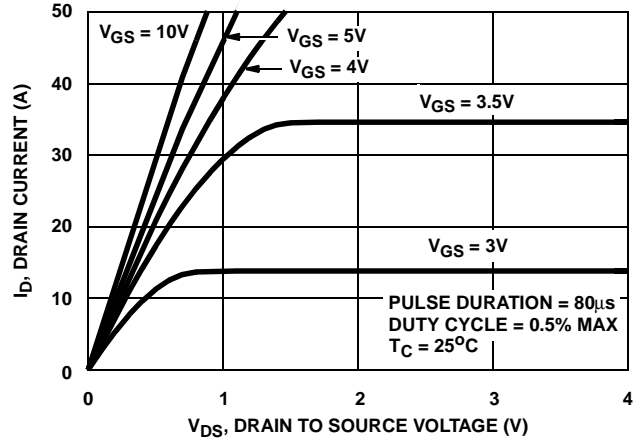 50
40
30
20
10
0
I_D, DRAIN CURRENT (A)
V_GS = 10V
V_GS = 5V
V_GS = 4V
V_GS = 3.5V
V_GS = 3V
PULSE DURATION = 80µs
DUTY CYCLE = 0.5% MAX
T_C = 25°C
0 1 2 3 4
V_DS, DRAIN TO SOURCE VOLTAGE (V)